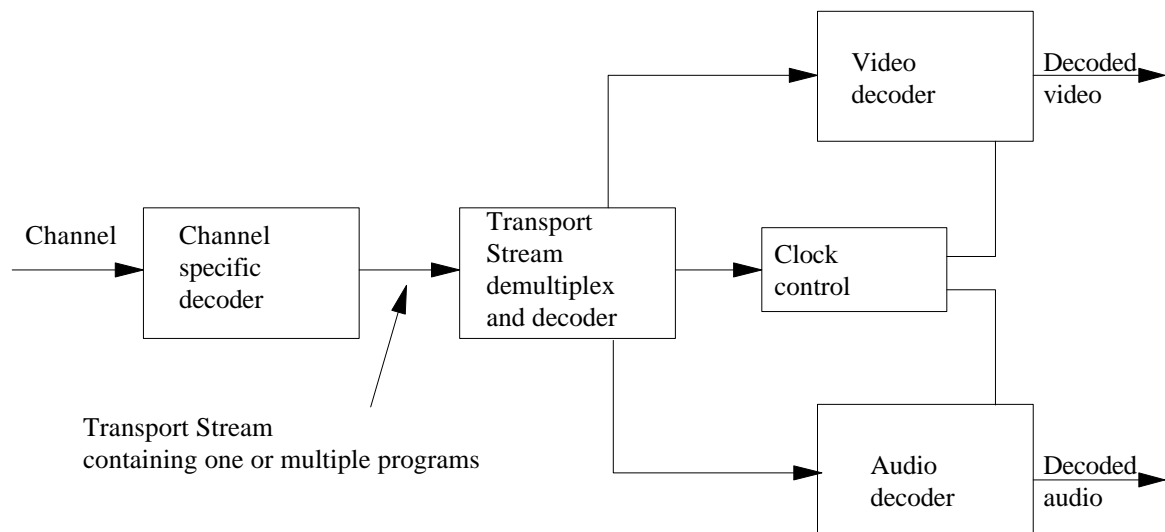 Video
decoder
Decoded
video
Channel
Channel
specific
decoder
Transport
Stream
demultiplex
and decoder
Clock
control
Transport Stream
containing one or multiple programs
Audio
decoder
Decoded
audio